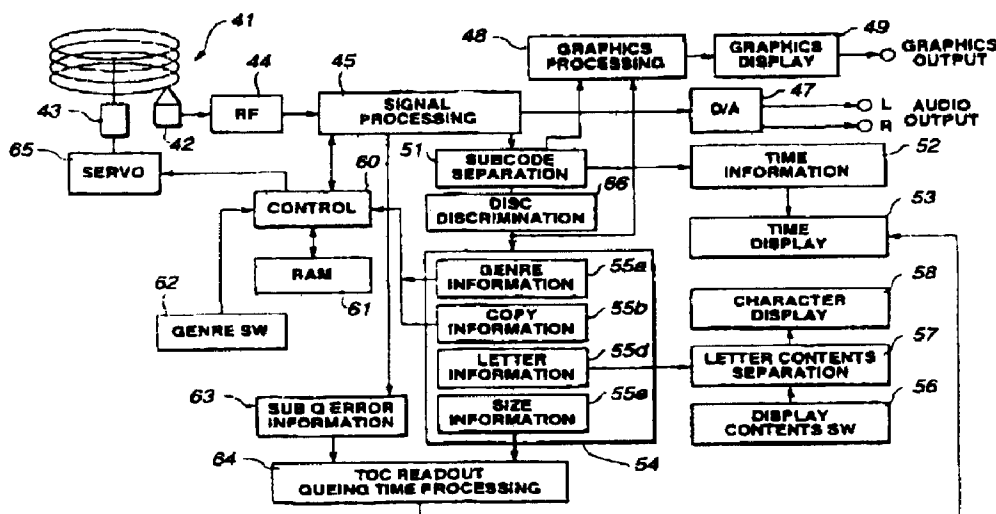 41
48
49
GRAPHICS
PROCESSING
GRAPHICS
DISPLAY
GRAPHICS
OUTPUT
44
45
43
42
RF
SIGNAL
PROCESSING
47
D/A
L
R
AUDIO
OUTPUT
65
SERVO
60
CONTROL
51
SUBCODE
SEPARATION
66
DISC
DISCRIMINATION
52
TIME
INFORMATION
53
TIME
DISPLAY
RAM
61
62
GENRE SW
GENRE
INFORMATION
55a
COPY
INFORMATION
55b
LETTER
INFORMATION
55d
SIZE
INFORMATION
55e
54
58
CHARACTER
DISPLAY
57
LETTER CONTENTS
SEPARATION
56
DISPLAY
CONTENTS SW
63
SUB Q ERROR
INFORMATION
64
TOC READOUT
QUEING TIME PROCESSING